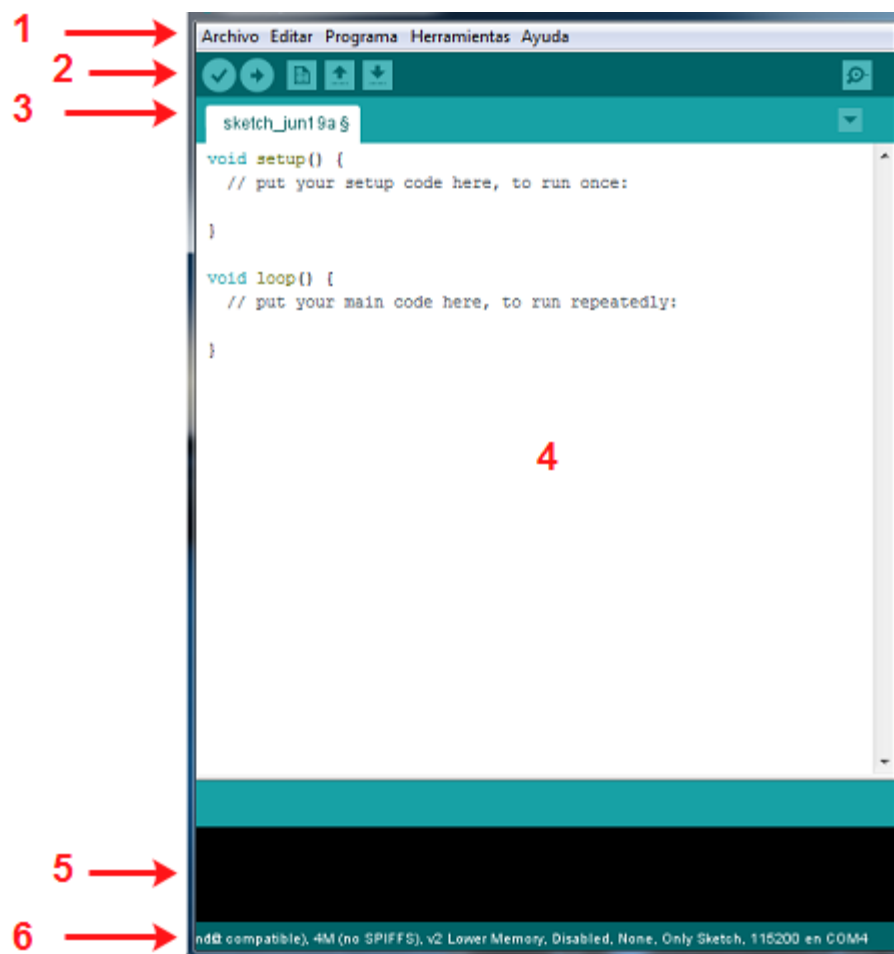 1
Archivo Editar Programa Herramientas Ayuda
2
3
sketch_jun19a §
void setup() {
// put your setup code here, to run once:
}
void loop() {
// put your main code here, to run repeatedly:
}
4
5
6
compatible), 4M (no SPIFFS), v2 Lower Memory, Disabled, None, Only Sketch, 115200 en COM4